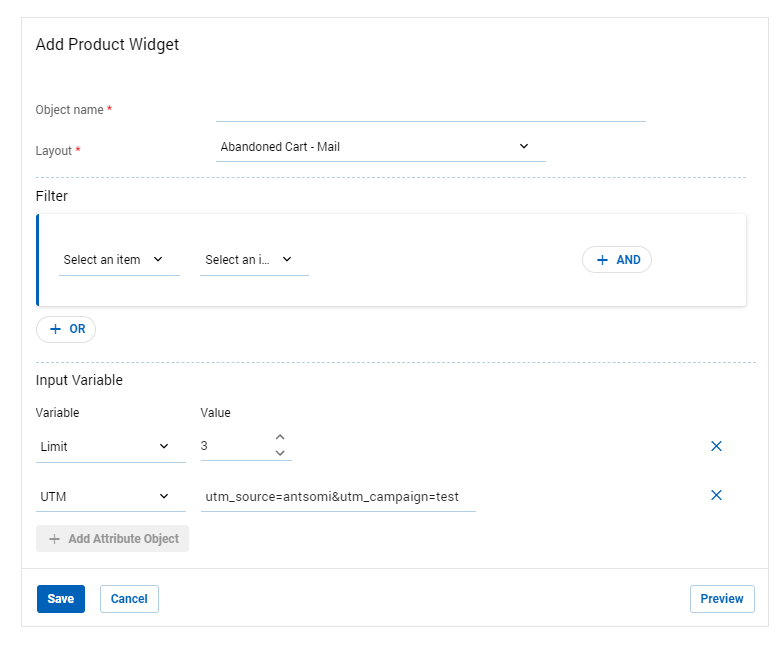 Add Product Widget
Object name *
Layout * Abandoned Cart - Mail
Filter
Select an item Select an i... + AND
+ OR
Input Variable
Variable Value
Limit 3
UTM utm_source=antsomi&utm_campaign=test
+ Add Attribute Object
Save Cancel Preview